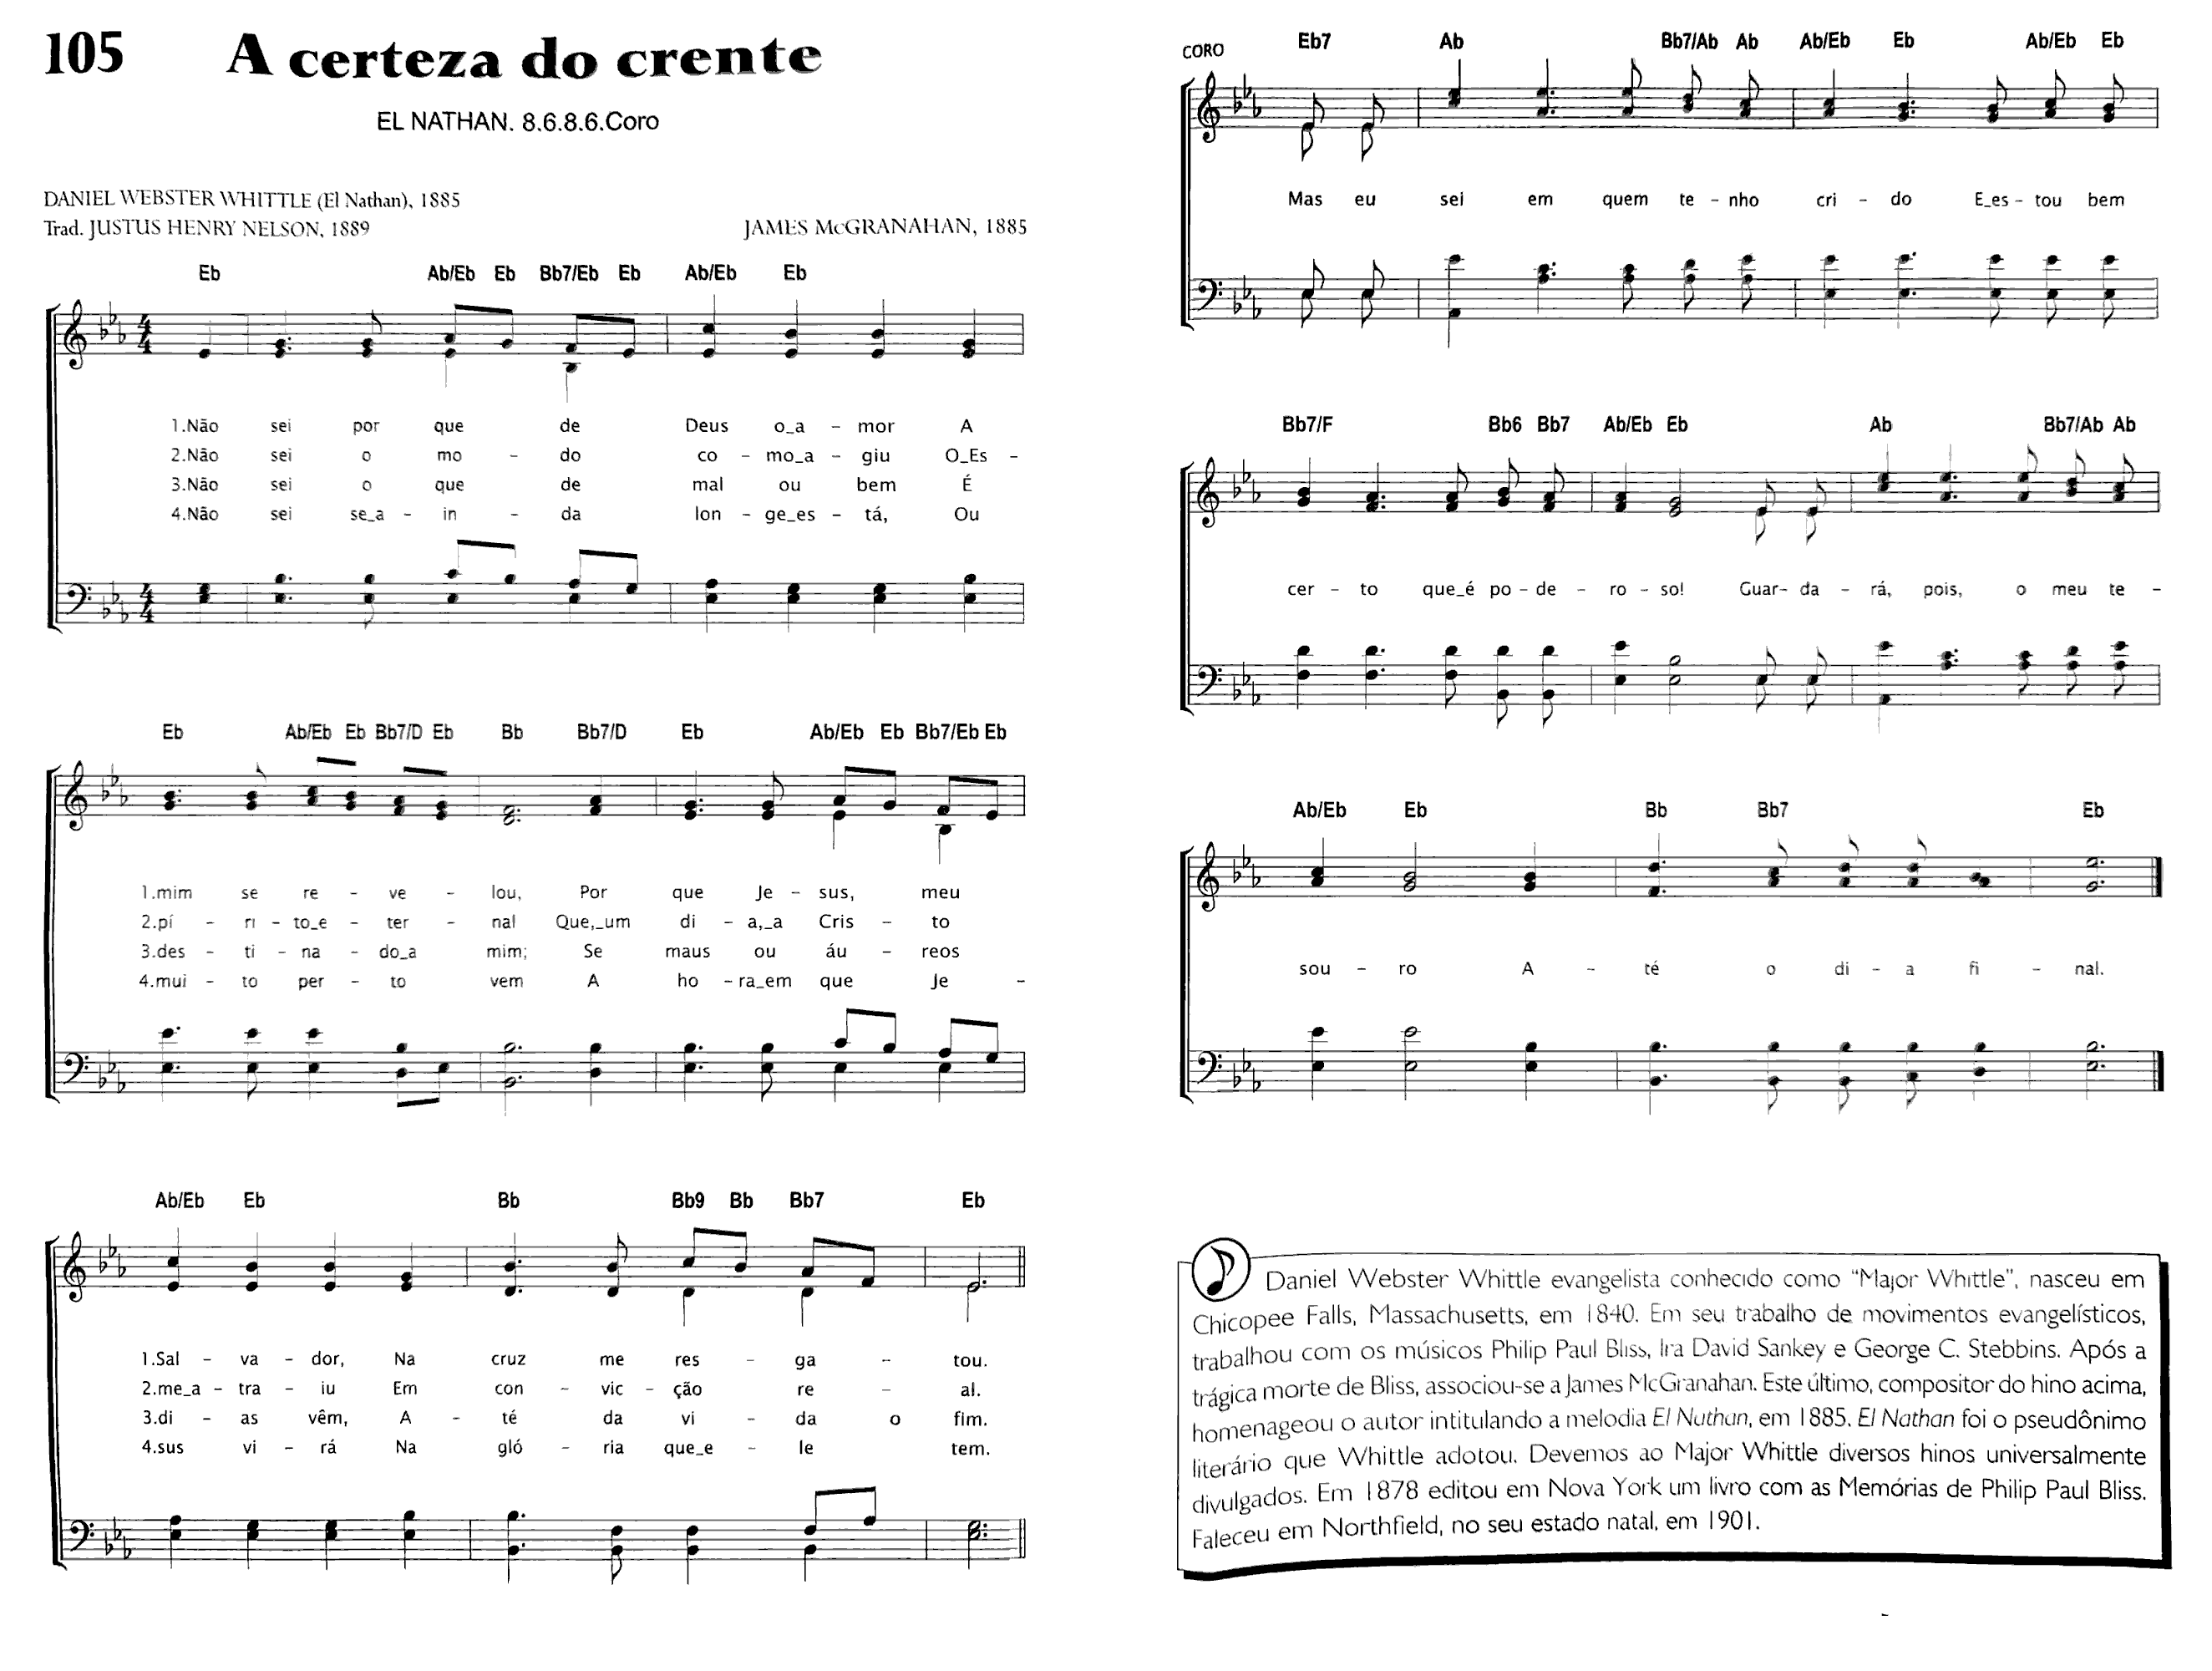 105 A certeza do crente
EL NATHAN. 8.6.8.6.Coro
DANIEL WEBSTER WHITTLE (El Nathan), 1885
Trad. JUSTUS HENRY NELSON, 1889
JAMES McGRANAHAN, 1885
Eb Ab/Eb Eb Bb7/Eb Eb Ab/Eb Eb
4 4
1.Não sei por que de Deus o_a – mor A
2.Não sei o mo – do co – mo_a – giu O_Es –
3.Não sei o que de mal ou bem É
4.Não sei se_a – in – da lon – ge_es – tá, Ou
4 4
Eb Ab/Eb Eb Bb7/D Eb Bb Bb7/D Eb Ab/Eb Eb Bb7/Eb Eb
1.mim se re – ve – lou, Por que Je – sus, meu
2.pí – ri – to_e – ter – nal Que,_um di – a,_a Cris – to
3.des – ti – na – do_a mim; Se maus ou áu – reos
4.mui – to per – to vem A ho – ra_em que Je –
Ab/Eb Eb Bb Bb9 Bb Bb7 Eb
1.Sal – va – dor, Na cruz me res – ga – tou.
2.me_a – tra – iu Em con – vic – ção re – al.
3.di – as vêm, A – té da vi – da o fim.
4.sus vi – rá Na gló – ria que_e – le tem.
CORO Eb7 Ab Bb7/Ab Ab Ab/Eb Eb Ab/Eb Eb
Mas eu sei em quem te – nho cri – do E_es – tou bem
Bb7/F Bb6 Bb7 Ab/Eb Eb Ab Bb7/Ab Ab
cer – to que_é po – de – ro – so! Guar– da – rá, pois, o meu te –
Ab/Eb Eb Bb Bb7 Eb
sou – ro A – té o di – a fi – nal.
Daniel Webster Whittle evangelista conhecido como “Major Whittle”, nasceu em
Chicopee Falls, Massachusetts, em 1840. Em seu trabalho de movimentos evangelísticos,
trabalhou com os músicos Philip Paul Bliss, Ira David Sankey e George C. Stebbins. Após a
trágica morte de Bliss, associou-se a James McGranahan. Este último, compositor do hino acima,
homenageou o autor intitulando a melodia El Nathan, em 1885. El Nathan foi o pseudônimo
literário que Whittle adotou. Devemos ao Major Whittle diversos hinos universalmente
divulgados. Em 1878 editou em Nova York um livro com as Memórias de Philip Paul Bliss.
Faleceu em Northfield, no seu estado natal, em 1901.